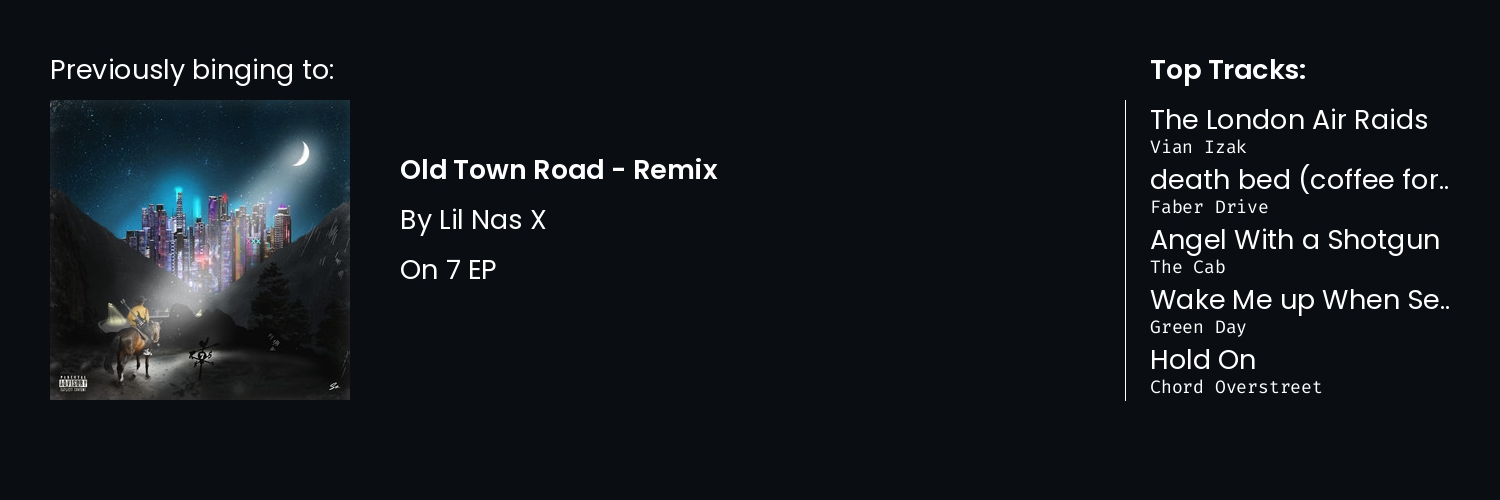 Previously binging to:
Old Town Road - Remix
By Lil Nas X
On 7 EP
PARENTAL
ADVISORY
EXPLICIT CONTENT
Top Tracks:
The London Air Raids
Vian Izak
death bed (coffee for..
Faber Drive
Angel With a Shotgun
The Cab
Wake Me up When Se..
Green Day
Hold On
Chord Overstreet